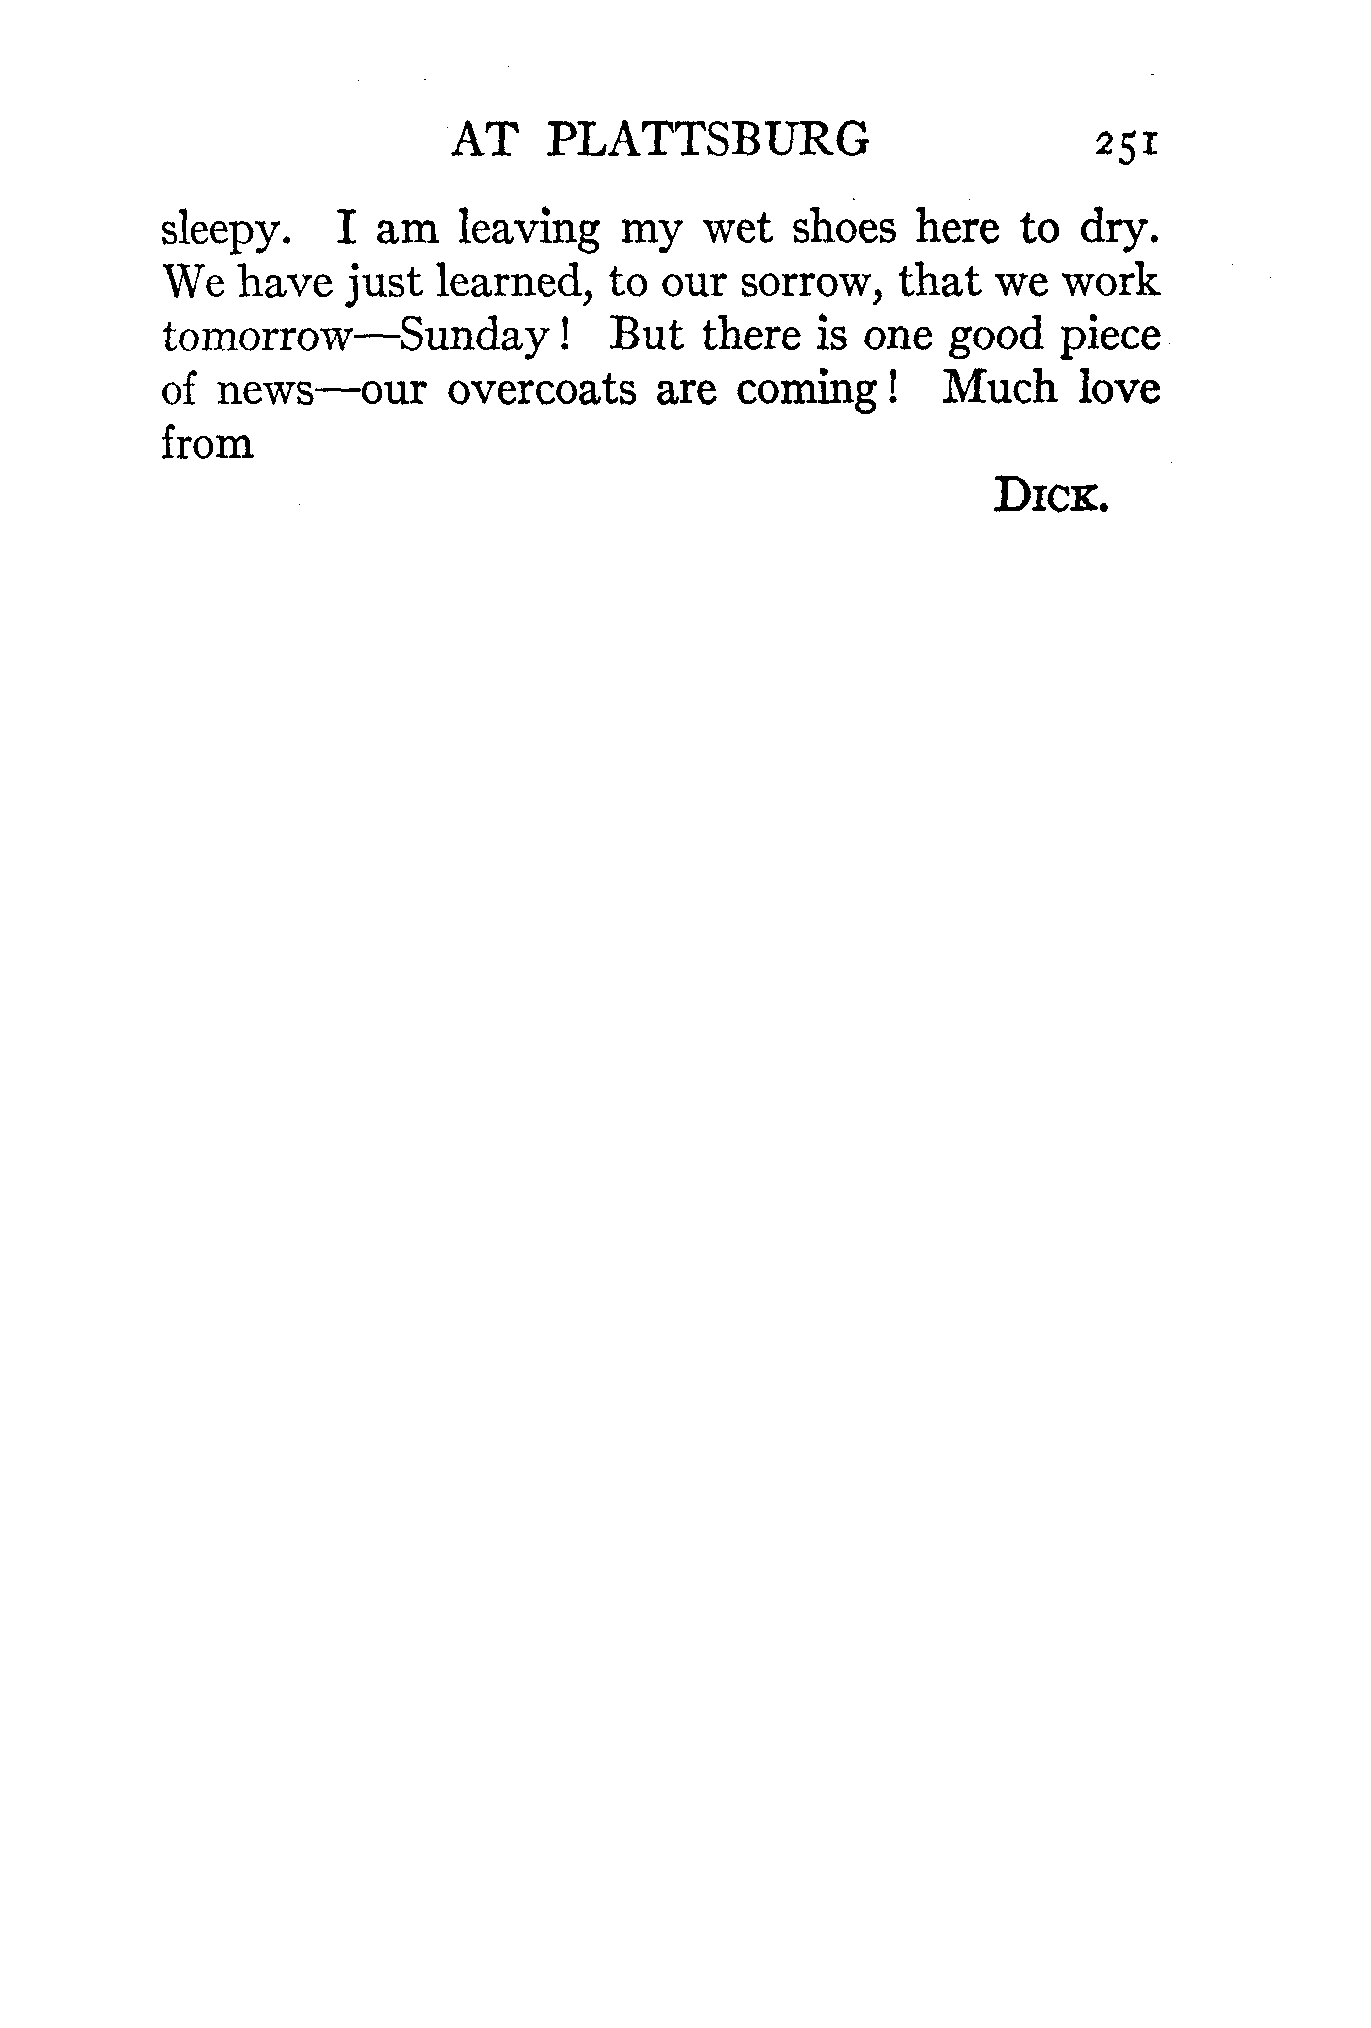 AT PLATTSBURG 251
sleepy. I am leaving my wet shoes here to dry.
We have just learned, to our sorrow, that we work
tomorrow—Sunday! But there is one good piece
of news—our overcoats are coming! Much love
from
DICK.